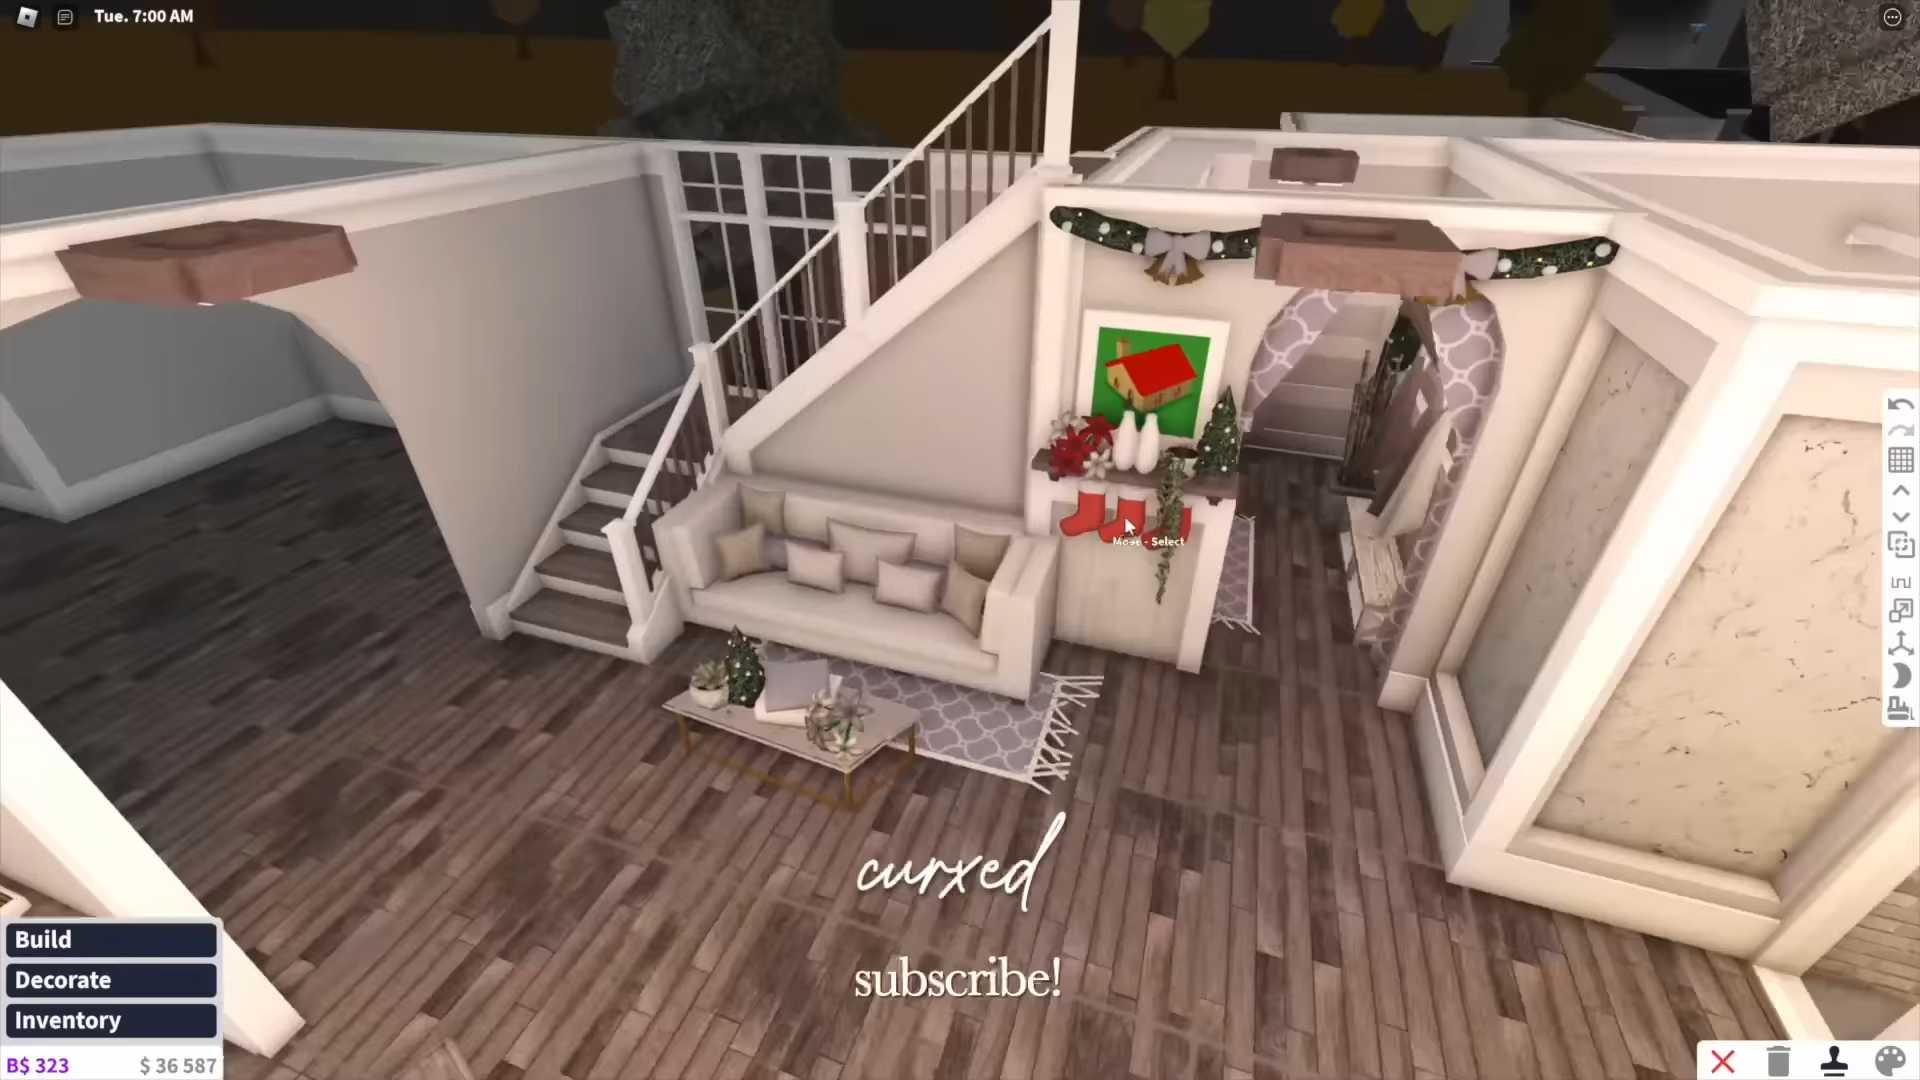 Tue. 7:00 AM
Move - Select
curxed
subscribe!
Build
Decorate
Inventory
B$ 323
$ 36 587